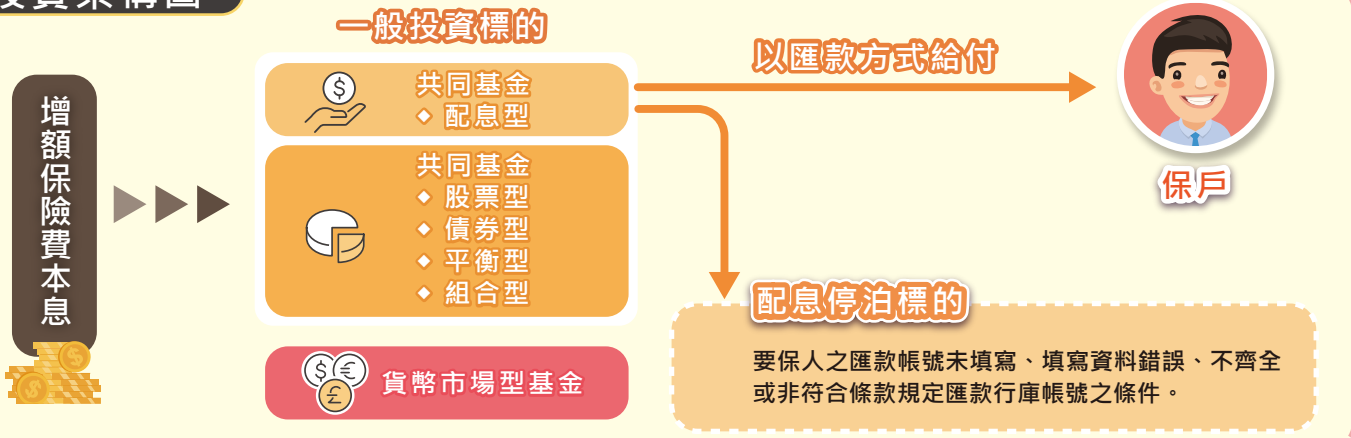 投資架構圖
一般投資標的
增額保險費本息
共同基金
◆ 配息型
共同基金
◆ 股票型
◆ 債券型
◆ 平衡型
◆ 組合型
貨幣市場型基金
以匯款方式給付
保戶
配息停泊標的
要保人之匯款帳號未填寫、填寫資料錯誤、不齊全
或非符合條款規定匯款行庫帳號之條件。